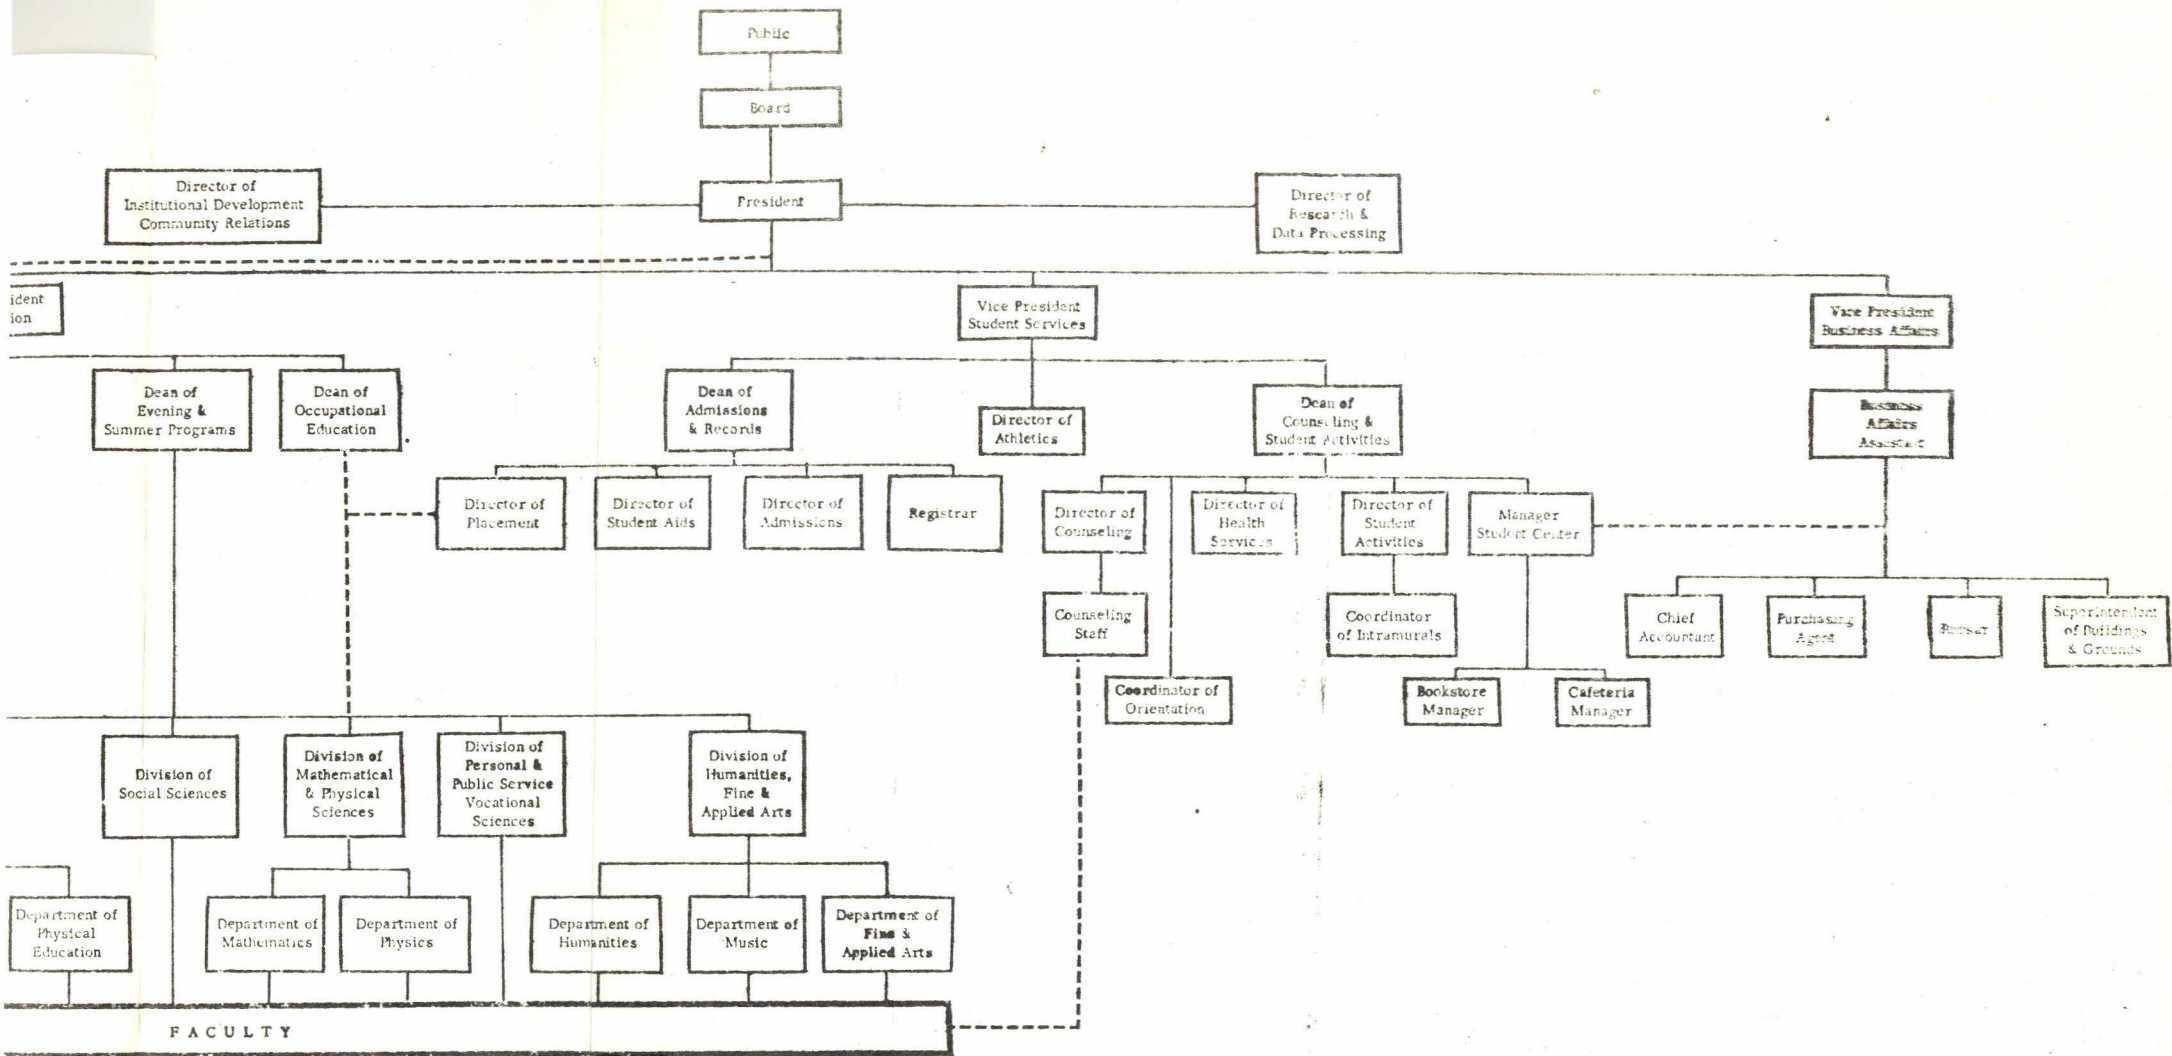 Public
Board
Director of
Institutional Development
Community Relations
President
Director of
Research &
Data Processing
ident
ion
Vice President
Student Services
Vice President
Business Affairs
Dean of
Evening &
Summer Programs
Dean of
Occupational
Education
Dean of
Admissions
& Records
Director of
Athletics
Dean of
Counseling &
Student Activities
Business
Affairs
Assistant
Director of
Placement
Director of
Student Aids
Director of
Admissions
Registrar
Director of
Counseling
Director of
Health
Services
Director of
Student
Activities
Manager
Student Center
Counseling
Staff
Coordinator
of Intramurals
Chief
Accountant
Purchasing
Agent
Bursar
Superintendent
of Buildings
& Grounds
Coordinator of
Orientation
Bookstore
Manager
Cafeteria
Manager
Division of
Social Sciences
Division of
Mathematical
& Physical
Sciences
Division of
Personal &
Public Service
Vocational
Sciences
Division of
Humanities,
Fine &
Applied Arts
Department of
Physical
Education
Department of
Mathematics
Department of
Physics
Department of
Humanities
Department of
Music
Department of
Fine &
Applied Arts
FACULTY